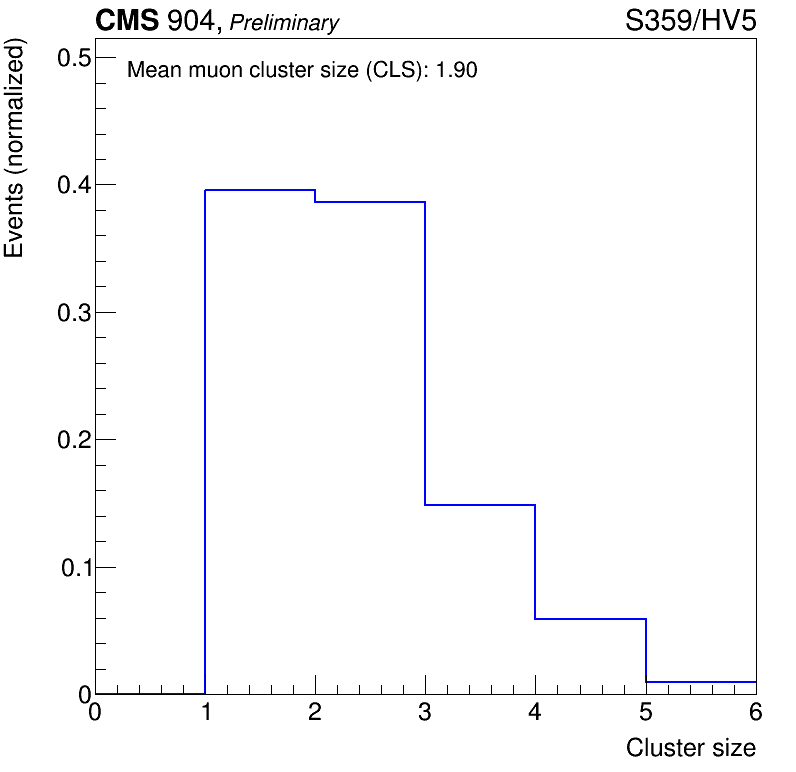 CMS 904, Preliminary S359/HV5
Mean muon cluster size (CLS): 1.90
Events (normalized)
0.5
0.4
0.3
0.2
0.1
0
0 1 2 3 4 5 6
Cluster size